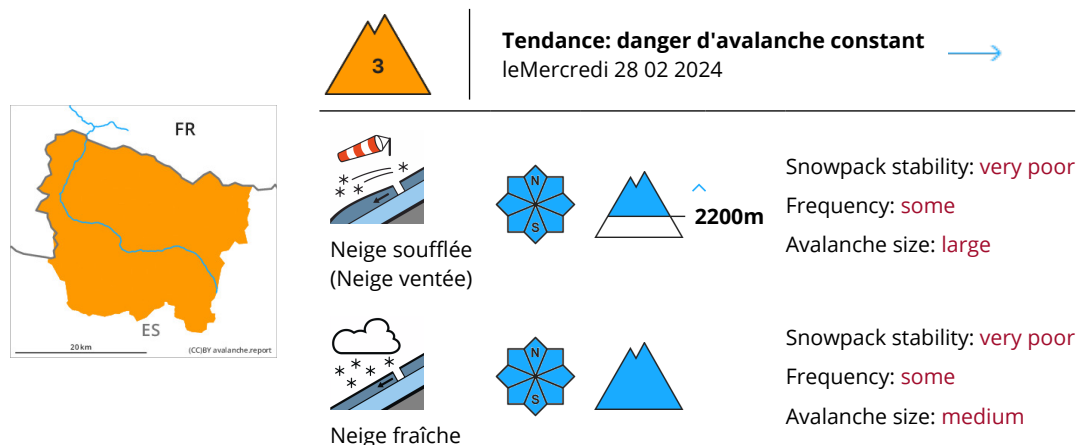 3
Tendance: danger d'avalanche constant
leMercredi 28 02 2024
FR
ES
20 km
(CC)BY avalanche.report
N
S
2200m
Neige soufflée
(Neige ventée)
Snowpack stability: very poor
Frequency: some
Avalanche size: large
N
S
Neige fraîche
Snowpack stability: very poor
Frequency: some
Avalanche size: medium